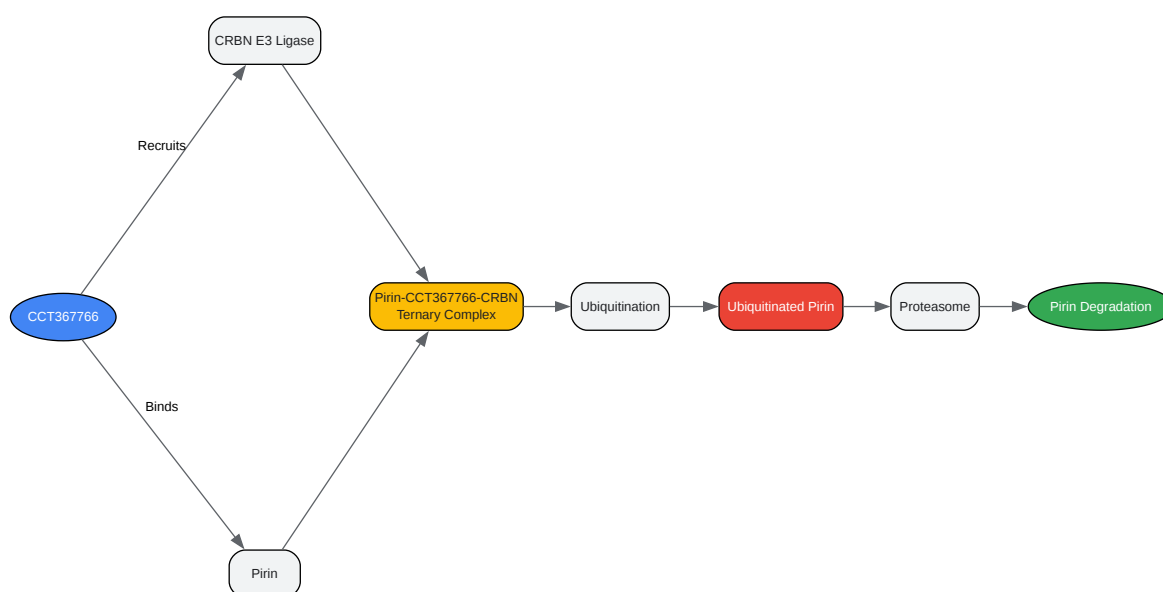 CRBN E3 Ligase
Recruits
CCT367766
Binds
Pirin
Pirin-CCT367766-CRBN
Ternary Complex
Ubiquitination
Ubiquitinated Pirin
Proteasome
Pirin Degradation